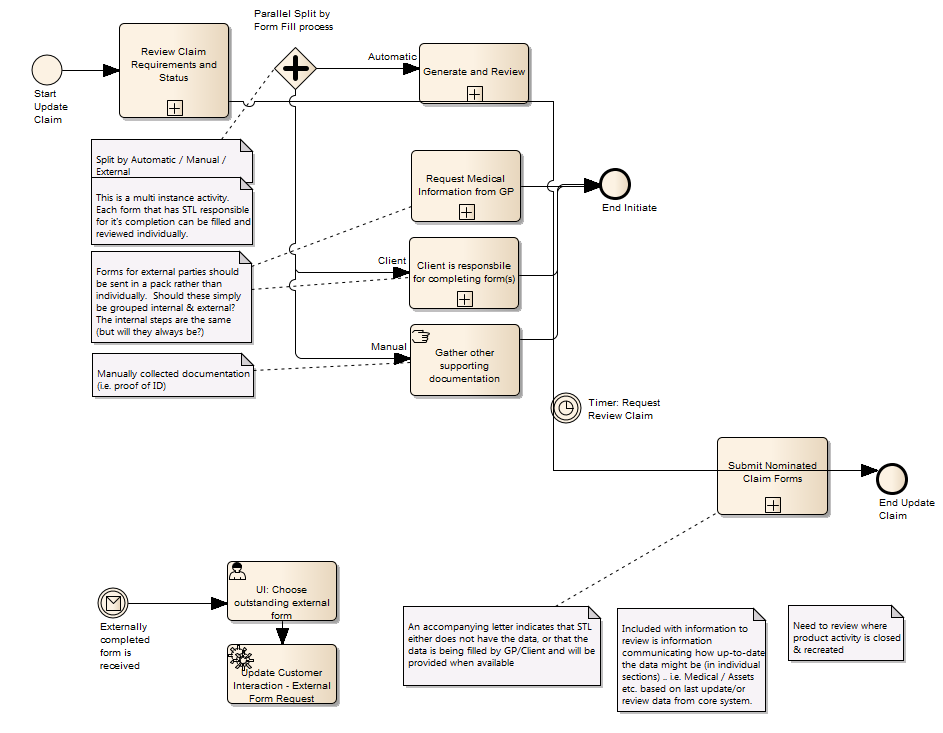 Parallel Split by
Form Fill process
Review Claim
Requirements and
Status
Start
Update
Claim
Automatic
Generate and Review
Split by Automatic / Manual /
External
This is a multi instance activity.
Each form that has STL responsible
for it's completion can be filled and
reviewed individually.
Request Medical
Information from GP
End Initiate
Client
Client is responsbile
for completing form(s)
Forms for external parties should
be sent in a pack rather than
individually.  Should these simply
be grouped internal & external?
The internal steps are the same
(but will they always be?)
Manual
Gather other
supporting
documentation
Manually collected documentation
(i.e. proof of ID)
Timer: Request
Review Claim
Submit Nominated
Claim Forms
End Update
Claim
UI: Choose
outstanding external
form
Externally
completed
form is
received
Update Customer
Interaction - External
Form Request
An accompanying letter indicates that STL
either does not have the data, or that the
data is being filled by GP/Client and will be
provided when available
Included with information to
review is information
communicating how up-to-date
the data might be (in individual
sections) .. i.e. Medical / Assets
etc. based on last update/or
review data from core system.
Need to review where
product activity is closed
& recreated